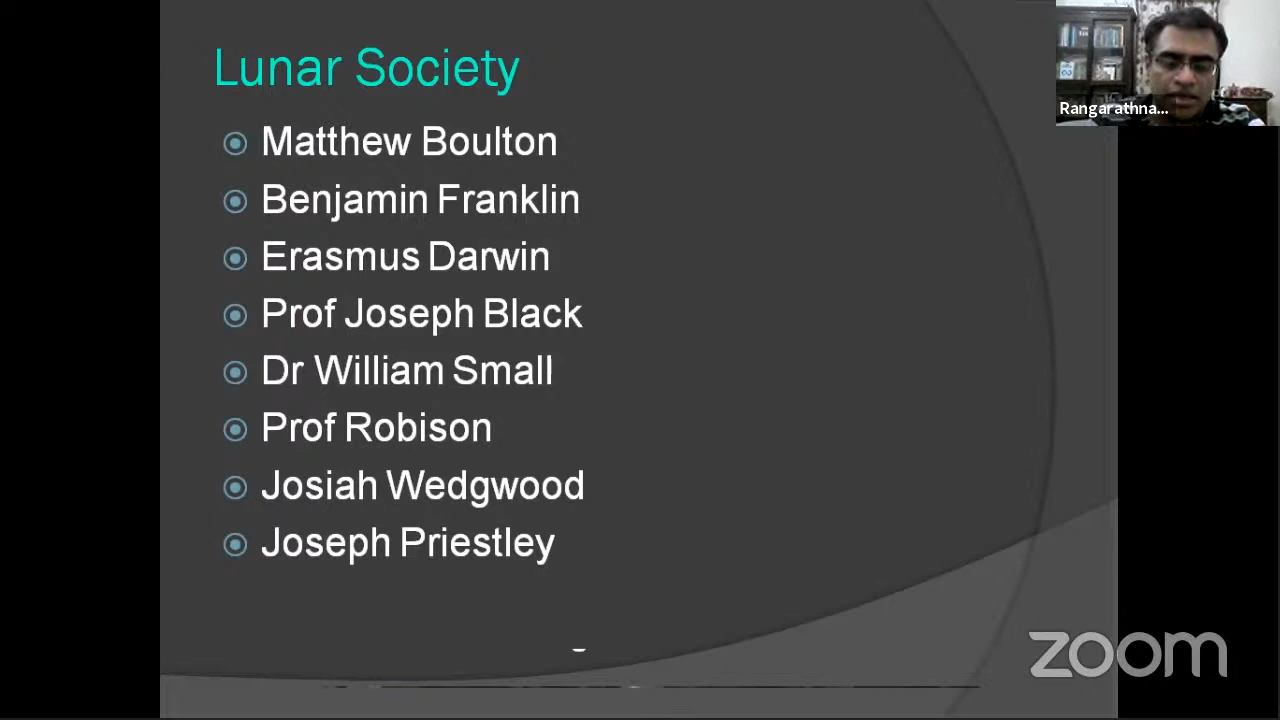 Lunar Society
Matthew Boulton
Benjamin Franklin
Erasmus Darwin
Prof Joseph Black
Dr William Small
Prof Robison
Josiah Wedgwood
Joseph Priestley
Rangarathna...
zoom